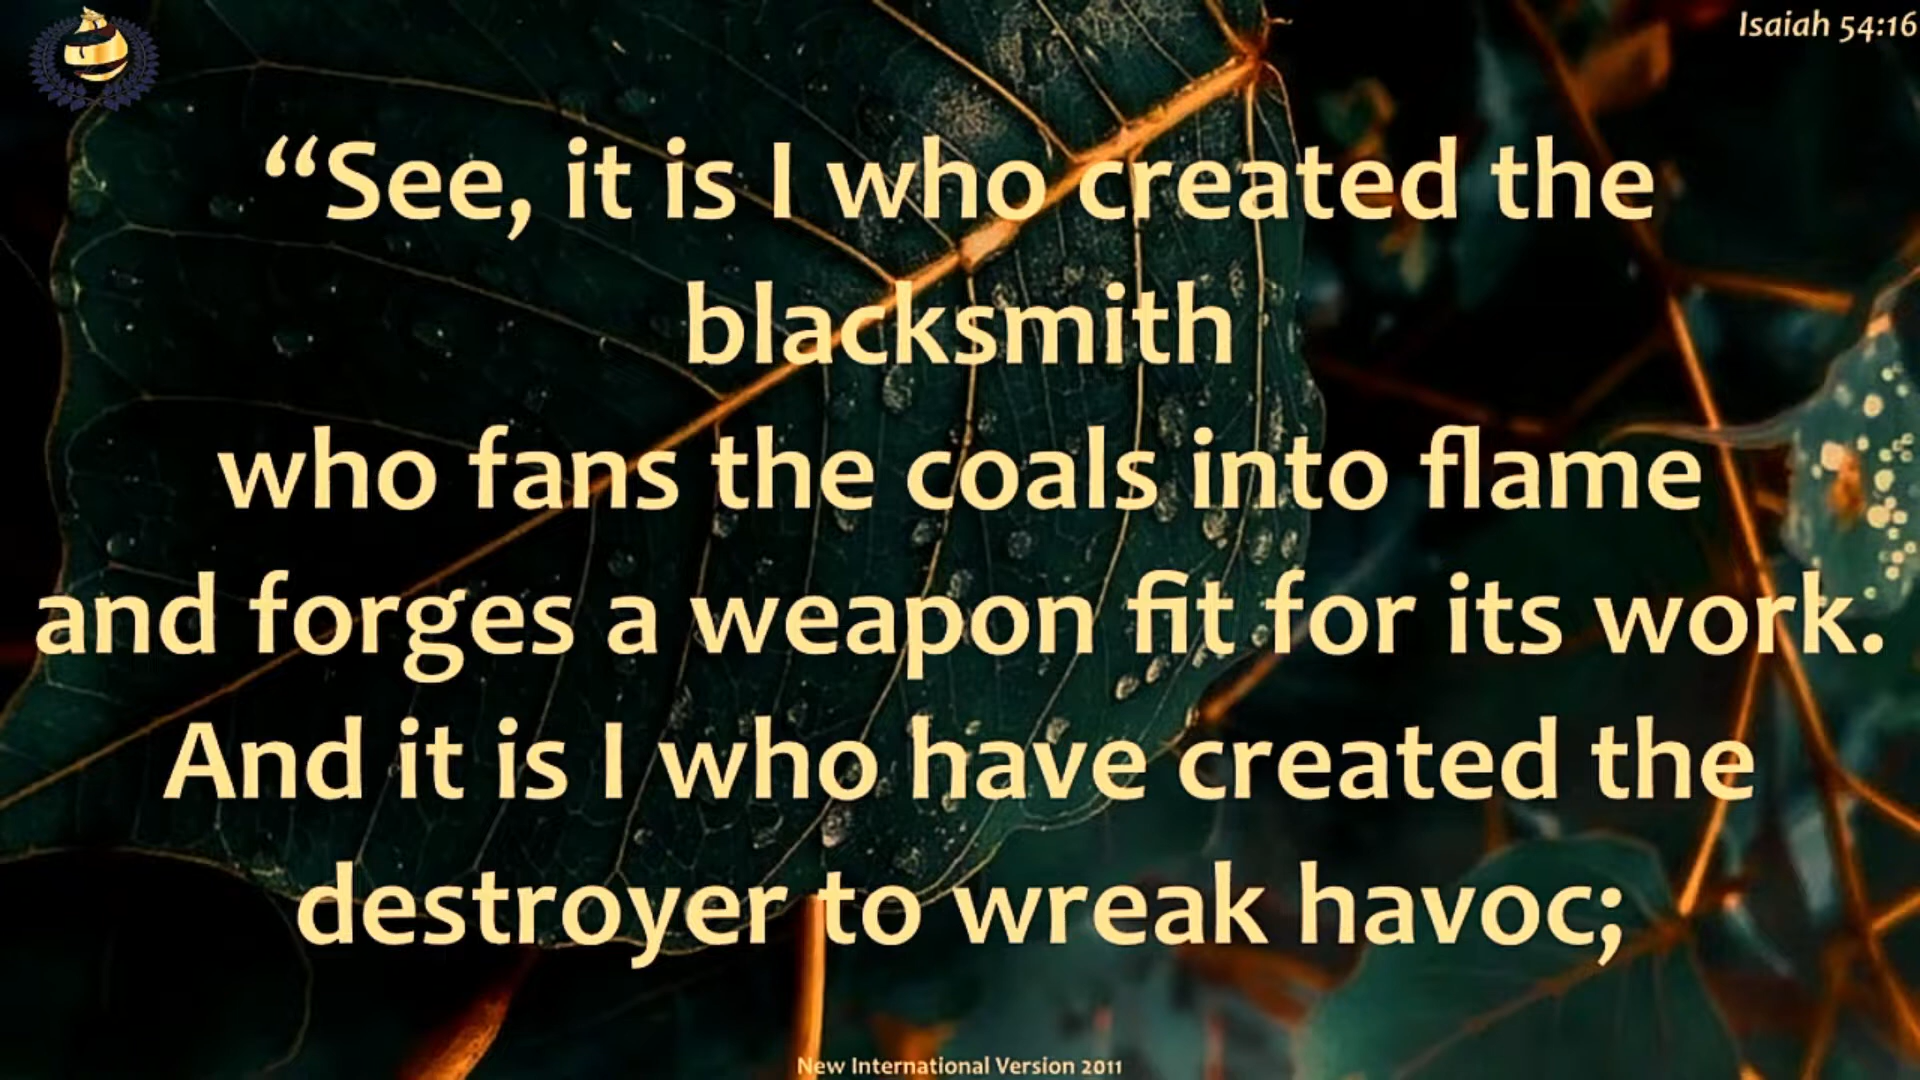 Isaiah 54:16
“See, it is I who created the
blacksmith
who fans the coals into flame
and forges a weapon fit for its work.
And it is I who have created the
destroyer to wreak havoc;
New International Version 2011